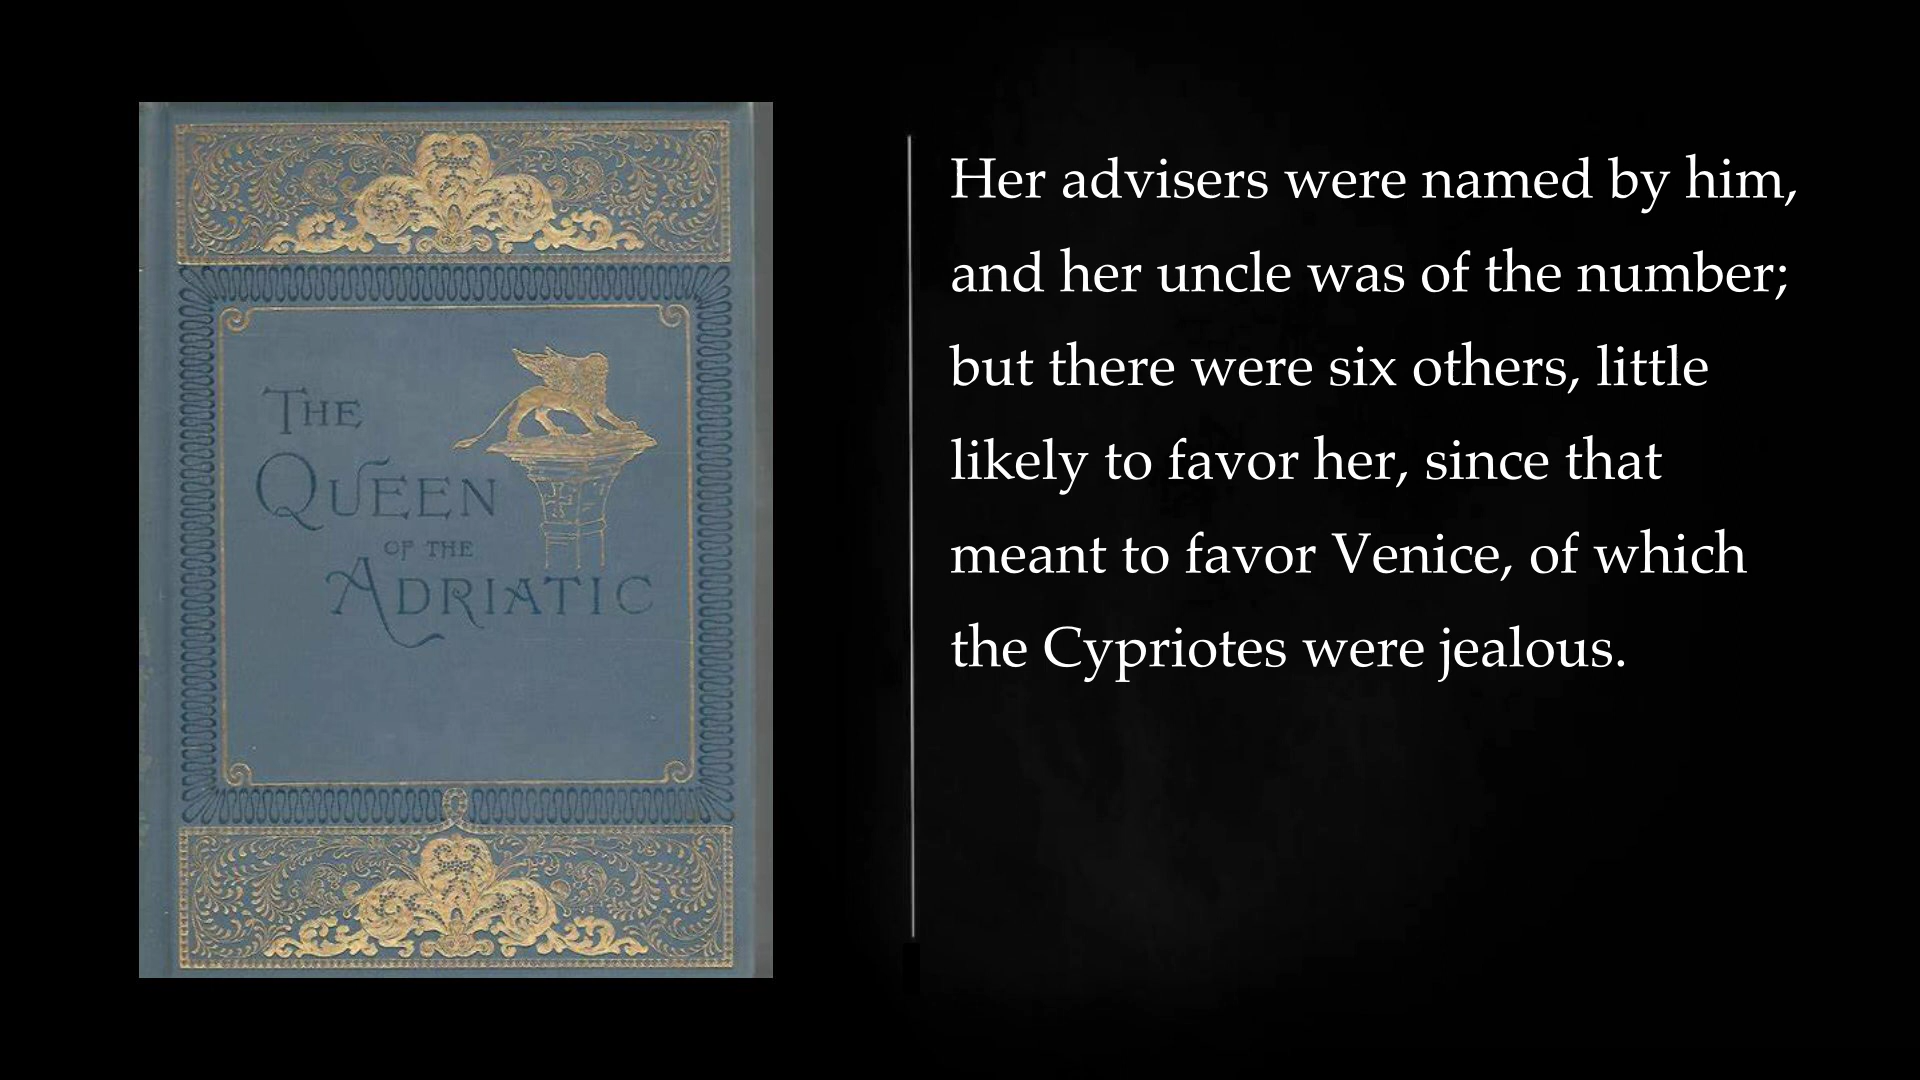 THE
QUEEN
OF THE
ADRIATIC
Her advisers were named by him,
and her uncle was of the number;
but there were six others, little
likely to favor her, since that
meant to favor Venice, of which
the Cypriotes were jealous.